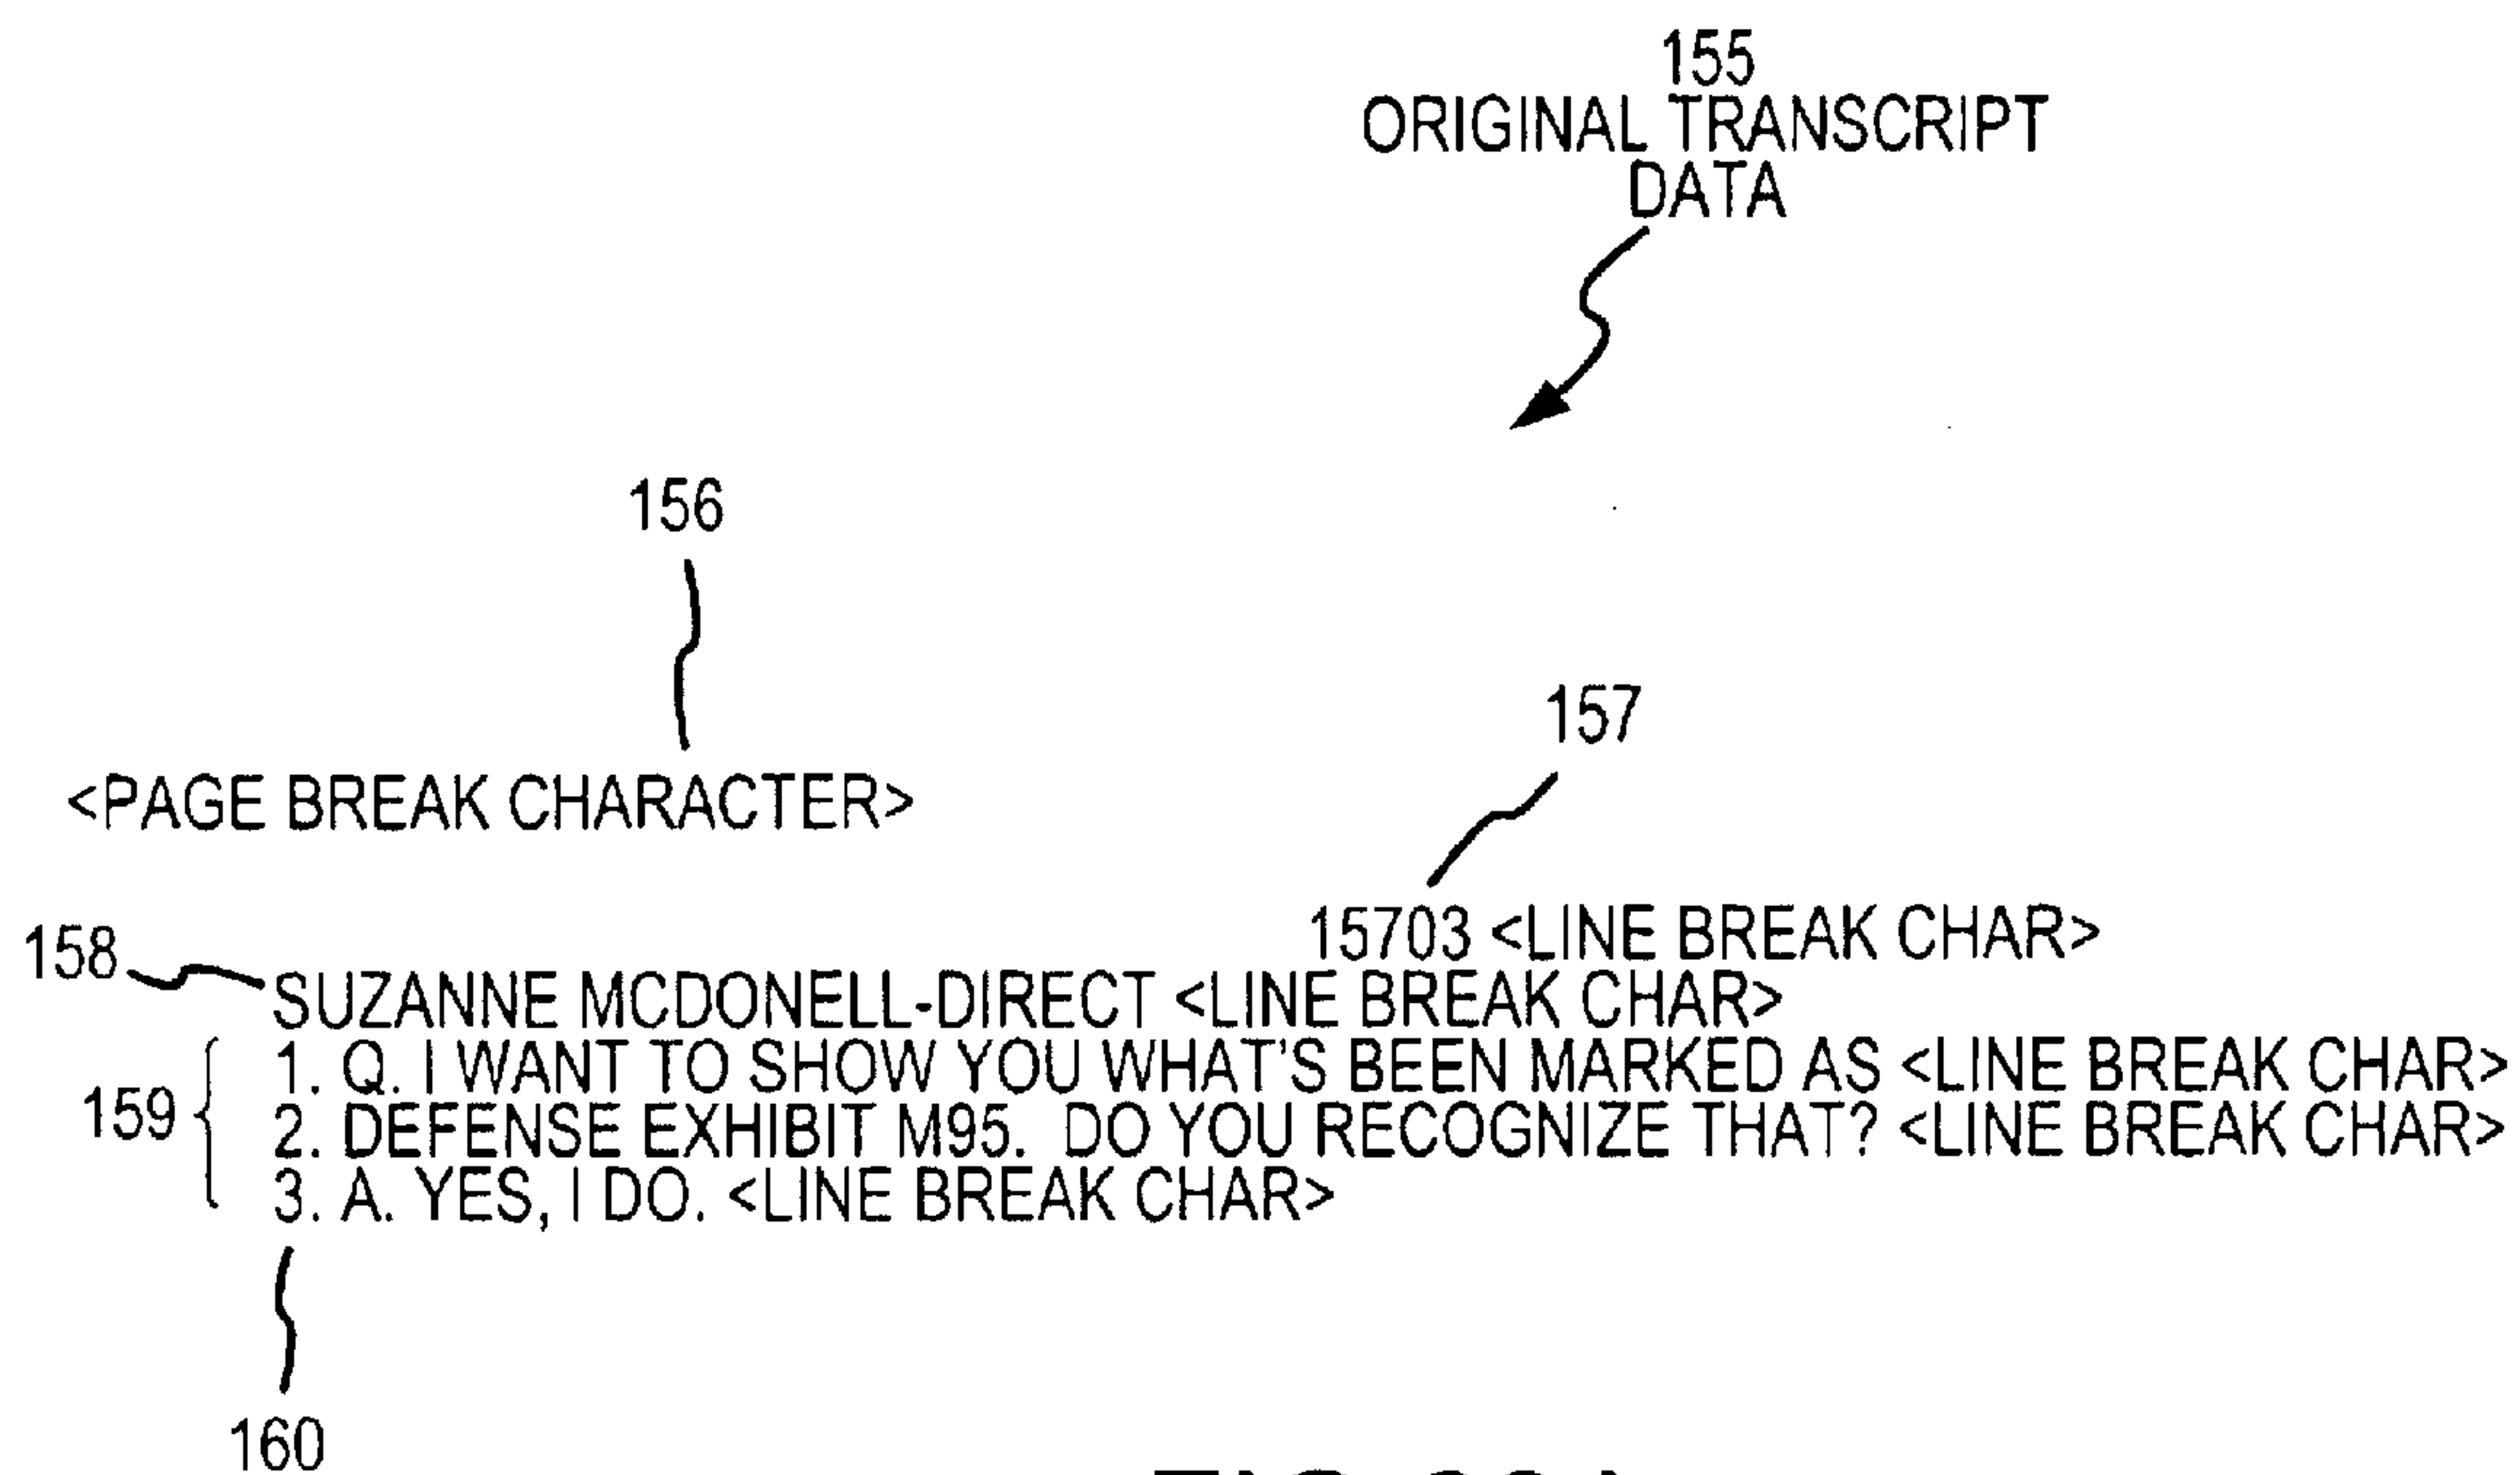 155
ORIGINAL TRANSCRIPT
DATA
156
157
<PAGE BREAK CHARACTER>
15703 <LINE BREAK CHAR>
158
SUZANNE MCDONELL-DIRECT <LINE BREAK CHAR>
1. Q. I WANT TO SHOW YOU WHAT'S BEEN MARKED AS <LINE BREAK CHAR>
159
2. DEFENSE EXHIBIT M95. DO YOU RECOGNIZE THAT? <LINE BREAK CHAR>
3. A. YES, I DO. <LINE BREAK CHAR>
160